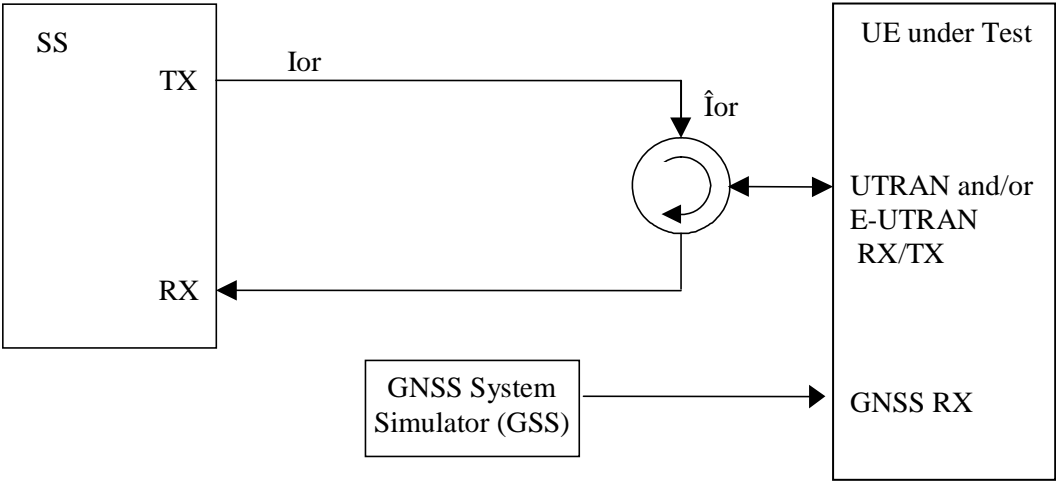 SS
TX
Ior
Îor
RX
GNSS System
Simulator (GSS)
UE under Test
UTRAN and/or
E-UTRAN
RX/TX
GNSS RX